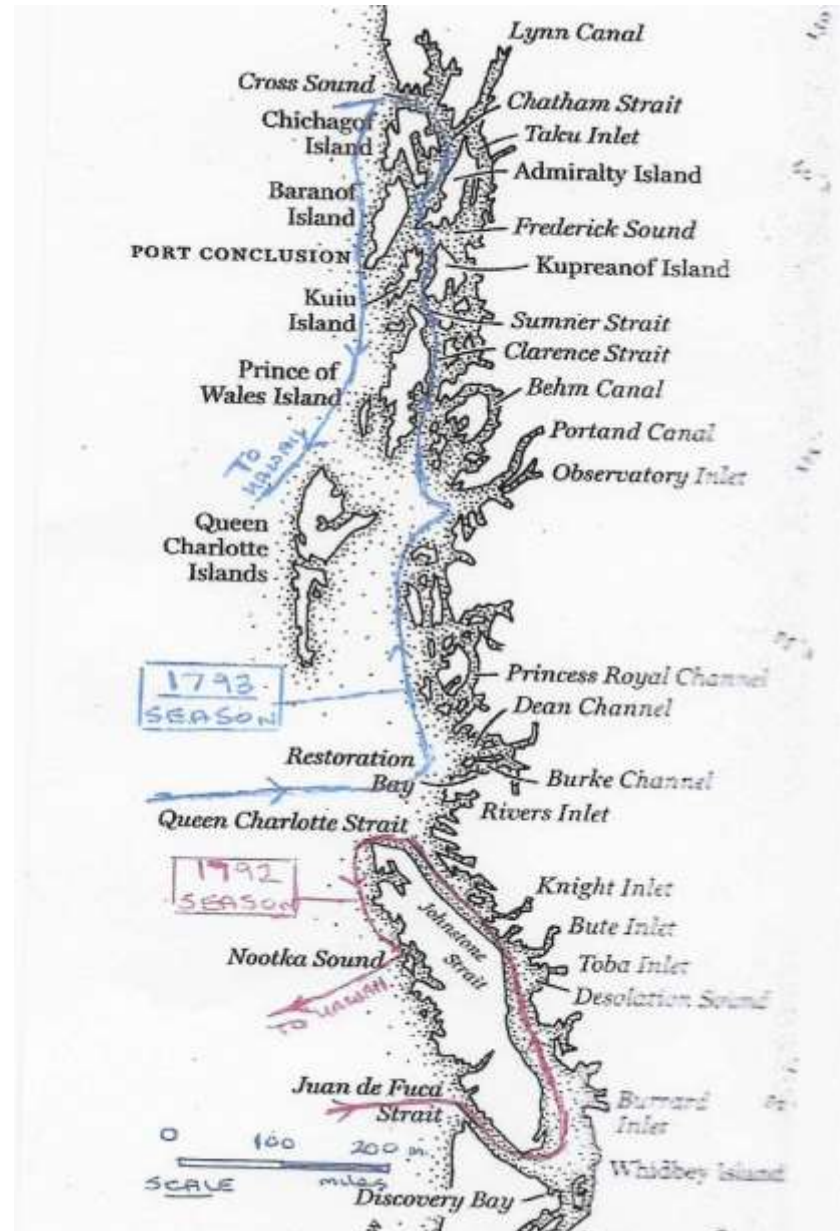 Lynn Canal
Cross Sound
Chatham Strait
Chichagof
Island
Taku Inlet
Admiralty Island
Baranof
Island
Frederick Sound
PORT CONCLUSION
Kupreanof Island
Kuiu
Island
Sumner Strait
Clarence Strait
Prince of
Wales Island
Behm Canal
Portand Canal
TO
HAWAII
Observatory Inlet
Queen
Charlotte
Islands
1793
SEASON
Princess Royal Channel
Dean Channel
Restoration
Bay
Burke Channel
Rivers Inlet
Queen Charlotte Strait
1992
SEASON
Knight Inlet
Johnstone
Strait
Bute Inlet
Nootka Sound
Toba Inlet
Desolation Sound
TO HAWAII
Juan de Fuca
Strait
Burrard
Inlet
0 100 200 m
miles
SCALE
Whidbey Island
Discovery Bay